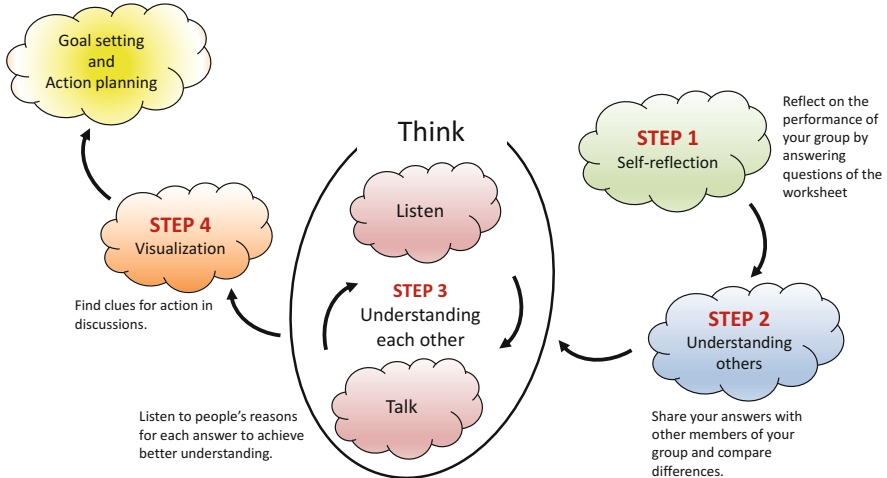 STEP 1
Self-reflection
Reflect on the
performance of
your group by
answering
questions of the
worksheet
STEP 2
Understanding
others
Share your answers with
other members of your
group and compare
differences.
Think
Listen
STEP 3
Understanding
each other
Talk
Listen to people’s reasons
for each answer to achieve
better understanding.
STEP 4
Visualization
Find clues for action in
discussions.
Goal setting
and
Action planning